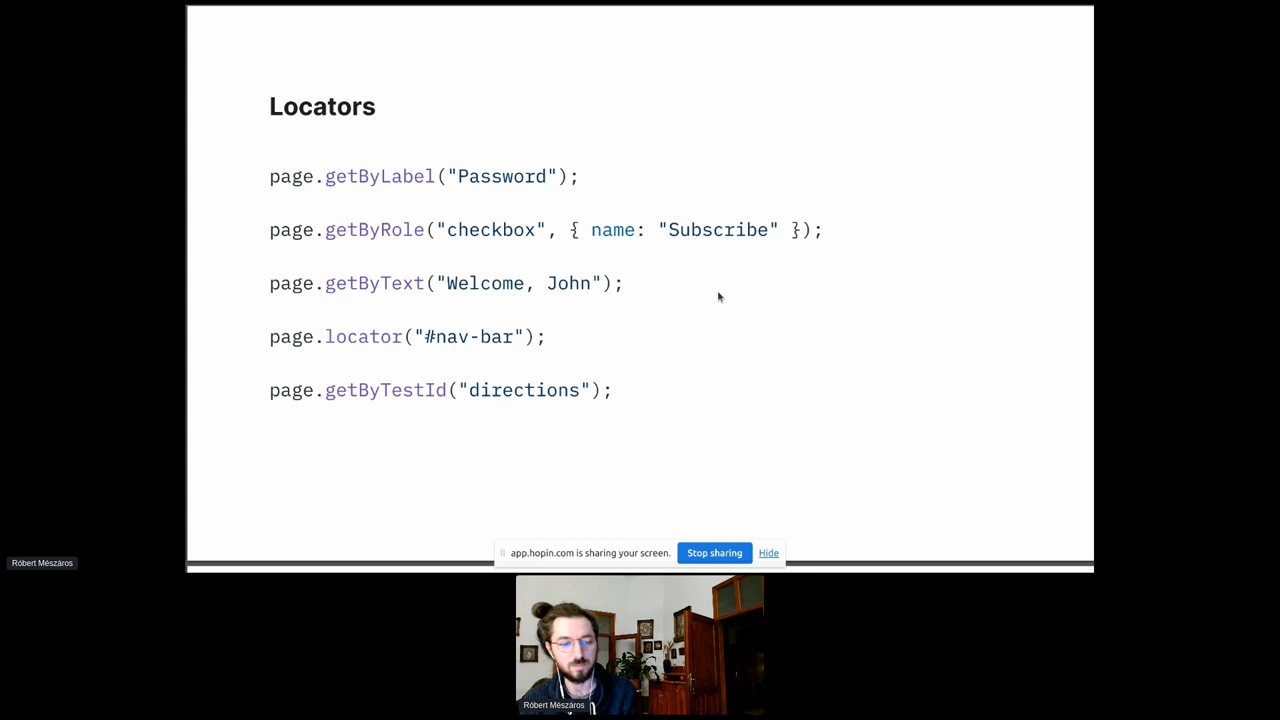 Locators
page.getByLabel("Password");
page.getByRole("checkbox", { name: "Subscribe" });
page.getByText("Welcome, John");
page.locator("#nav-bar");
page.getByTestId("directions");
app.hopin.com is sharing your screen. Stop sharing Hide
Róbert Mészáros
Róbert Mészáros